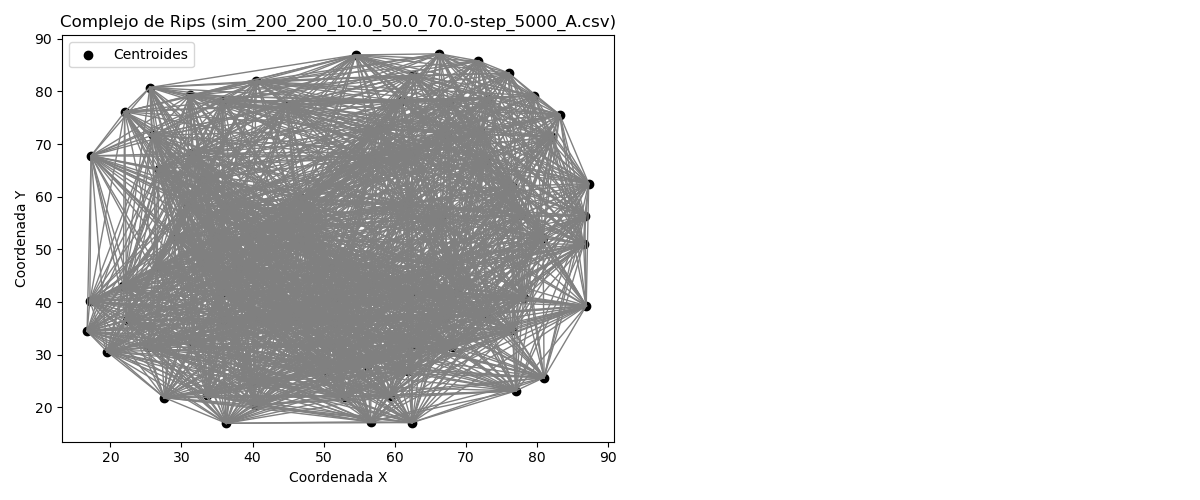 Complejo de Rips (sim_200_200_10.0_50.0_70.0-step_5000_A.csv)
90
Centroides
80
70
60
50
40
30
20
Coordenada Y
20 30 40 50 60 70 80 90
Coordenada X